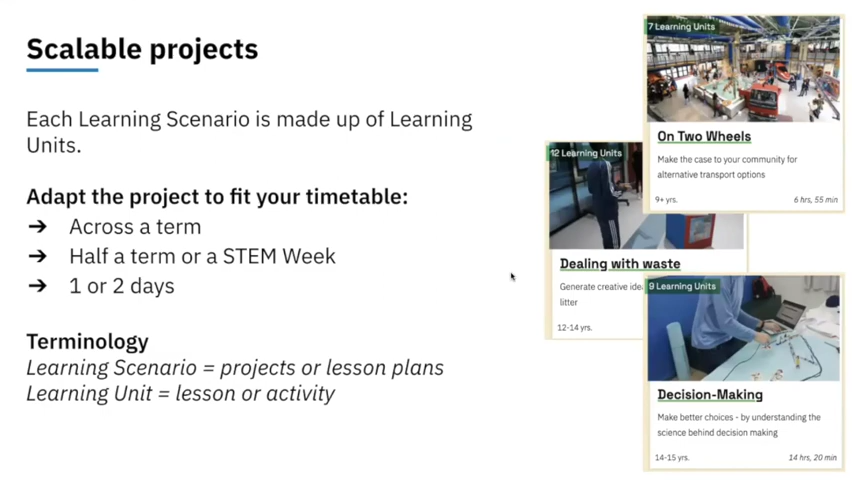 Scalable projects
Each Learning Scenario is made up of Learning
Units.
Adapt the project to fit your timetable:
➔ Across a term
➔ Half a term or a STEM Week
➔ 1 or 2 days
Terminology
Learning Scenario = projects or lesson plans
Learning Unit = lesson or activity
7 Learning Units
On Two Wheels
Make the case to your community for
alternative transport options
9+ yrs. 6 hrs, 55 min
12 Learning Units
Dealing with waste
Generate creative
litter
12-14 yrs.
9 Learning Units
Decision-Making
Make better choices - by understanding the
science behind decision making
14-15 yrs. 14 hrs, 20 min